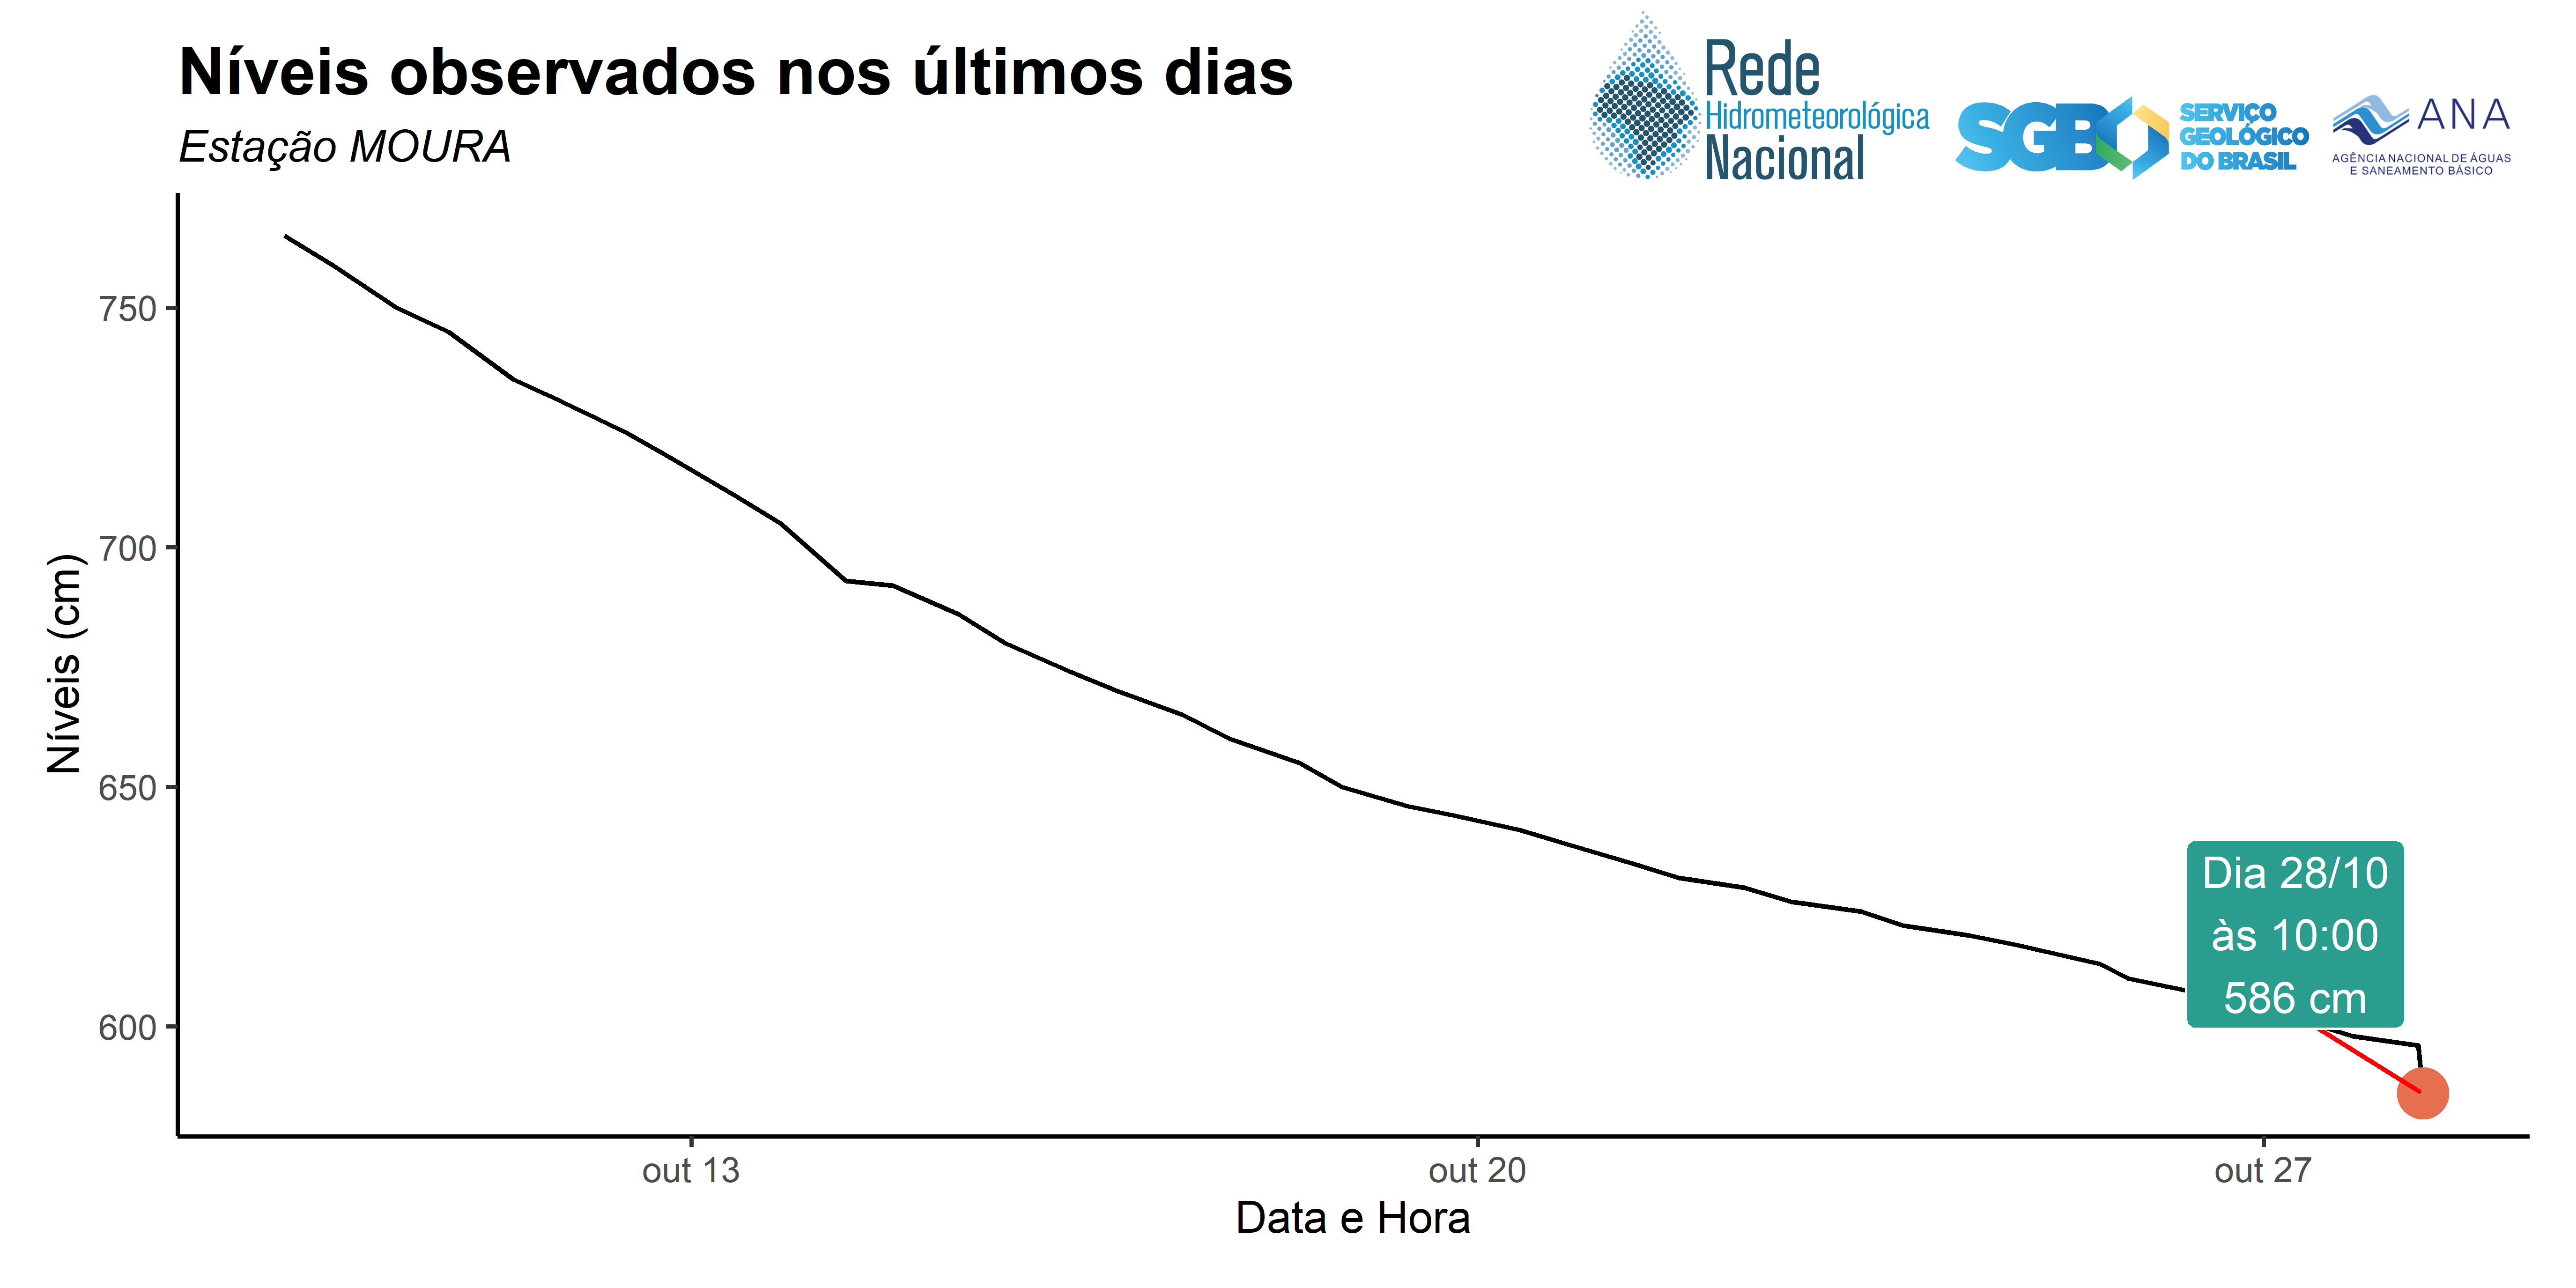 Níveis observados nos últimos dias
Estação MOURA
Rede
Hidrometeorológica
Nacional
SGB
SERVIÇO
GEOLÓGICO
DO BRASIL
ANA
AGÊNCIA NACIONAL DE ÁGUAS
E SANEAMENTO BÁSICO
Níveis (cm)
750
700
650
600
Dia 28/10
às 10:00
586 cm
out 13
out 20
out 27
Data e Hora